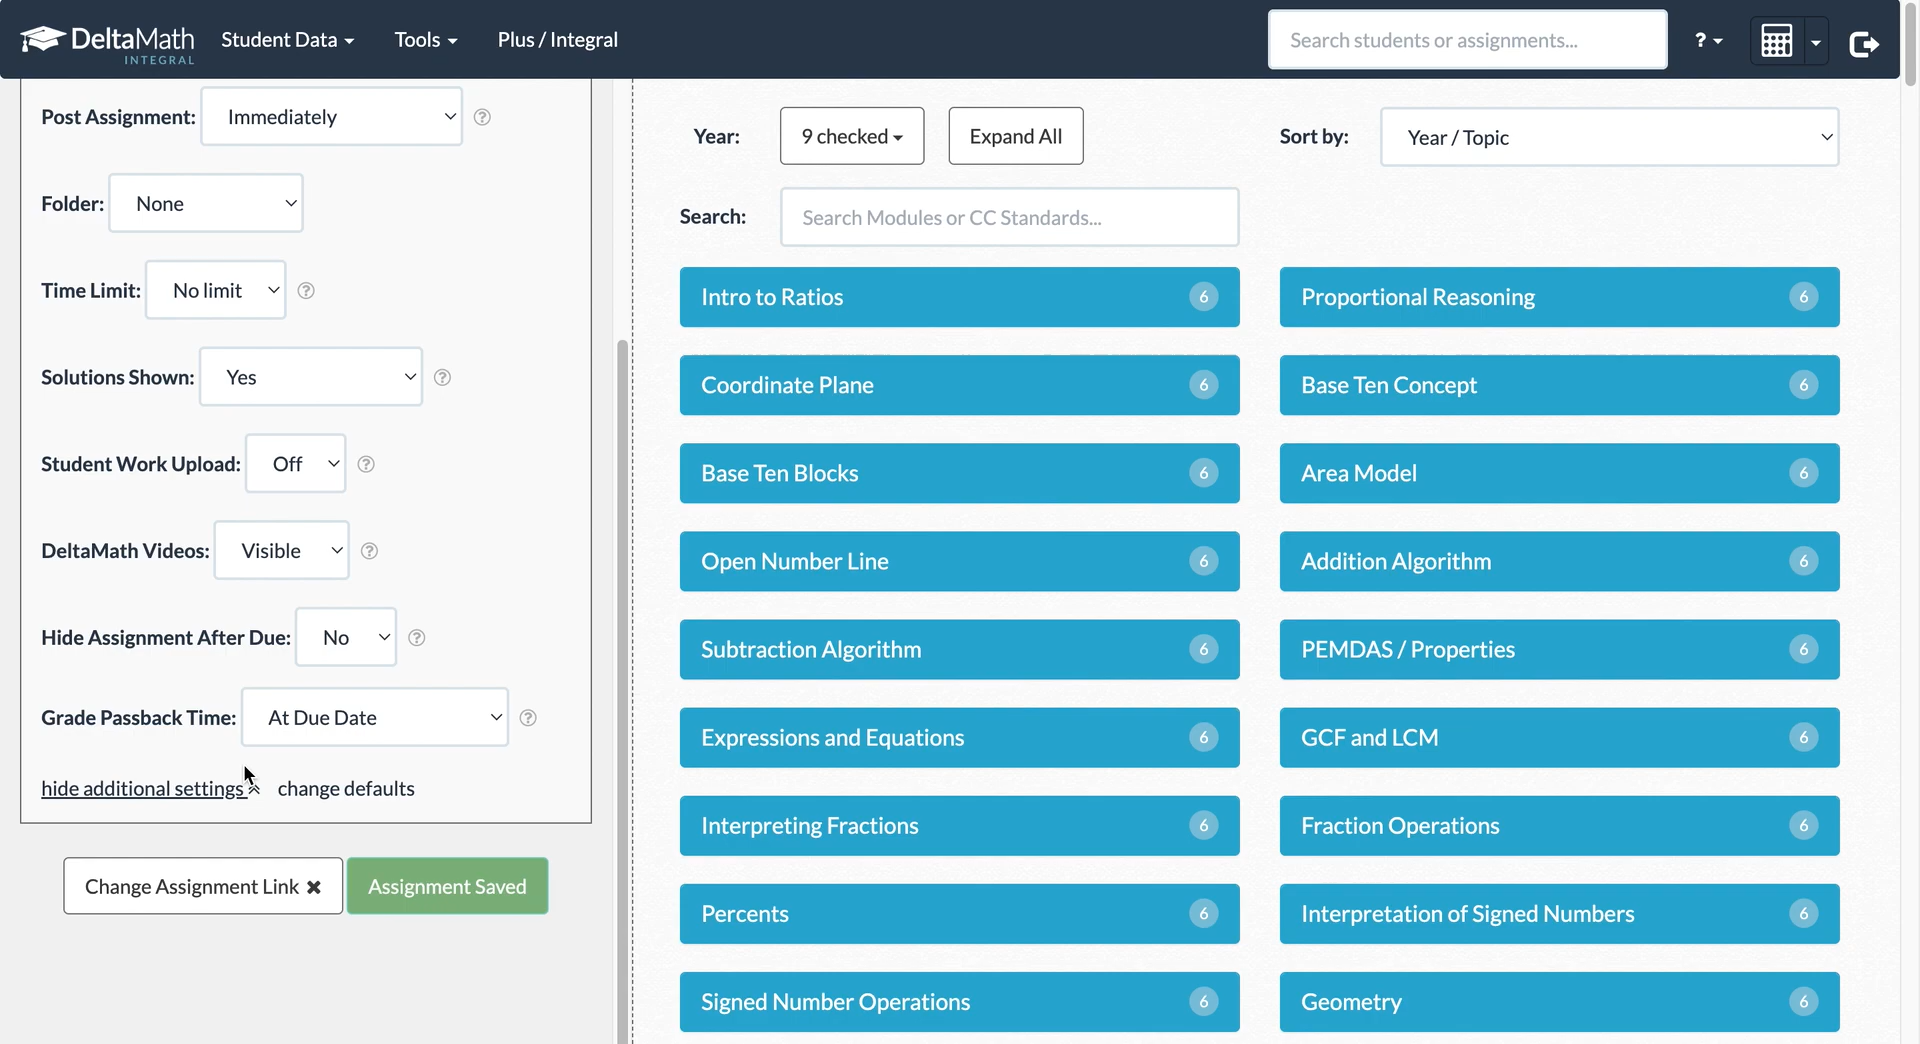 DeltaMath
INTEGRAL
Student Data
Tools
Plus / Integral
Search students or assignments...
?
Post Assignment: Immediately ?
Folder: None
Time Limit: No limit ?
Solutions Shown: Yes ?
Student Work Upload: Off ?
DeltaMath Videos: Visible ?
Hide Assignment After Due: No ?
Grade Passback Time: At Due Date ?
hide additional settings change defaults
Change Assignment Link ✖ Assignment Saved
Year: 9 checked Expand All Sort by: Year / Topic
Search: Search Modules or CC Standards...
Intro to Ratios 6 Proportional Reasoning 6
Coordinate Plane 6 Base Ten Concept 6
Base Ten Blocks 6 Area Model 6
Open Number Line 6 Addition Algorithm 6
Subtraction Algorithm 6 PEMDAS / Properties 6
Expressions and Equations 6 GCF and LCM 6
Interpreting Fractions 6 Fraction Operations 6
Percents 6 Interpretation of Signed Numbers 6
Signed Number Operations 6 Geometry 6